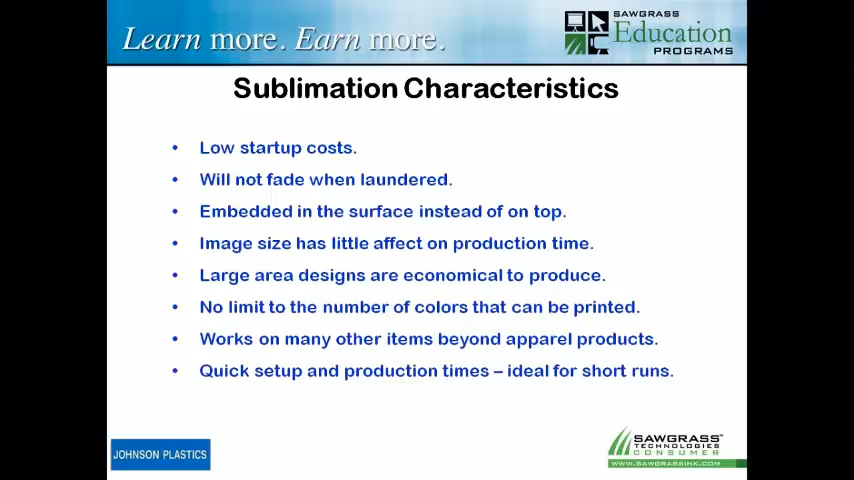 Learn more. Earn more.
SAWGRASS
Education
PROGRAMS
Sublimation Characteristics
• Low startup costs.
• Will not fade when laundered.
• Embedded in the surface instead of on top.
• Image size has little affect on production time.
• Large area designs are economical to produce.
• No limit to the number of colors that can be printed.
• Works on many other items beyond apparel products.
• Quick setup and production times – ideal for short runs.
JOHNSON PLASTICS
SAWGRASS™
TECHNOLOGIES
CONSUMER
WWW.SAWGRASSINK.COM